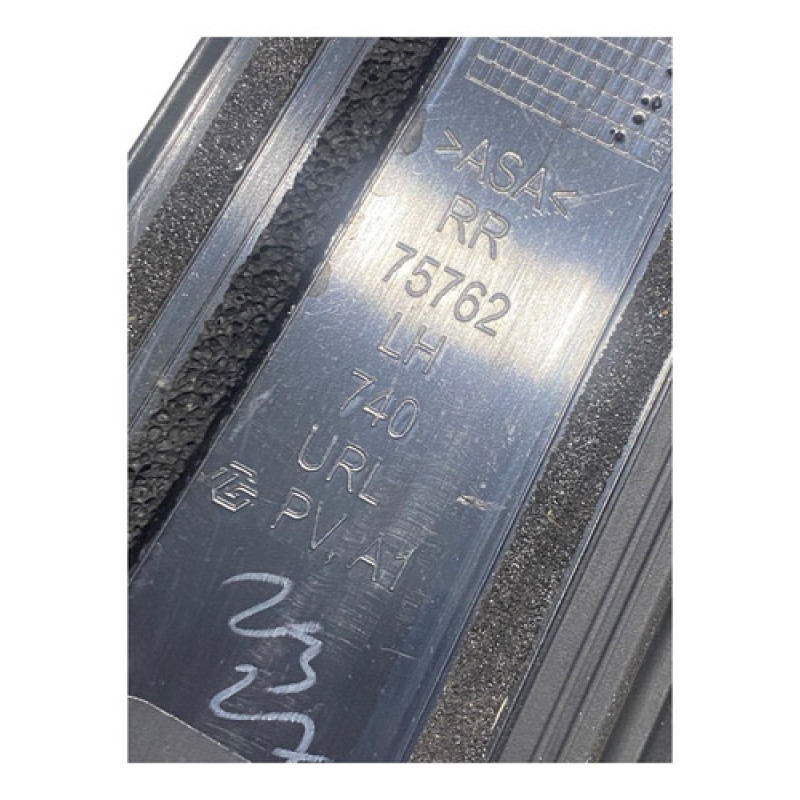 >ASA<
RR
75762
LH
740
URL
PV, A1